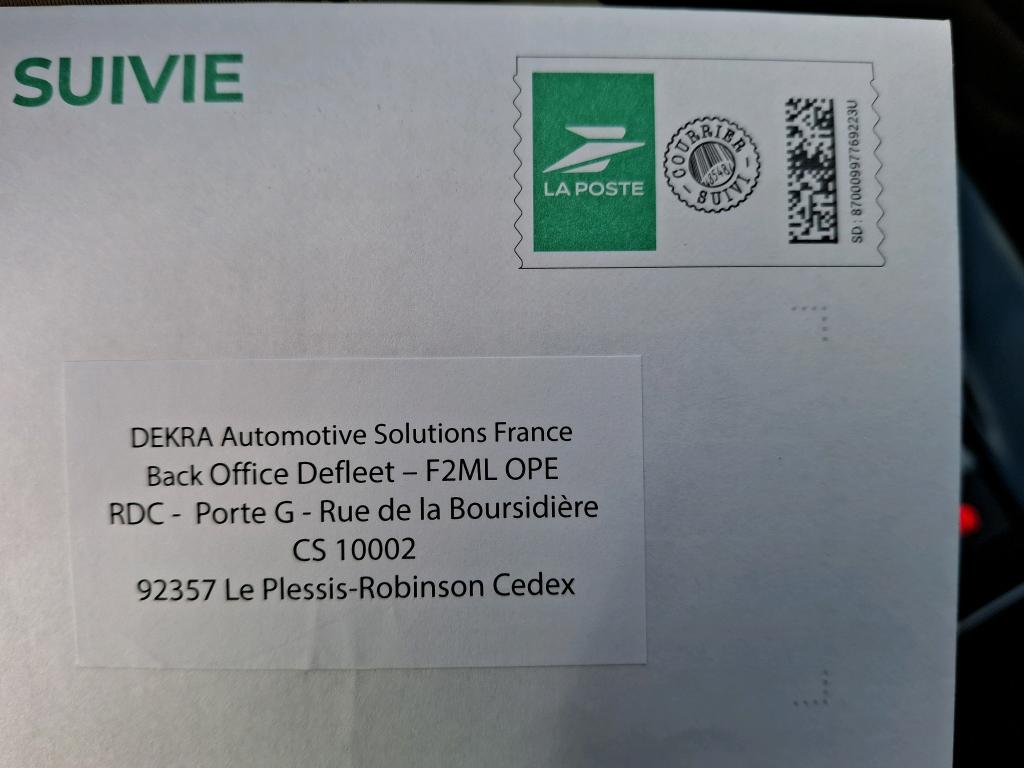 SUIVIE
LA POSTE
COURRIER
SUIVI
SD : 87000997769223U
DEKRA Automotive Solutions France
Back Office Defleet – F2ML OPE
RDC - Porte G - Rue de la Boursidière
CS 10002
92357 Le Plessis-Robinson Cedex